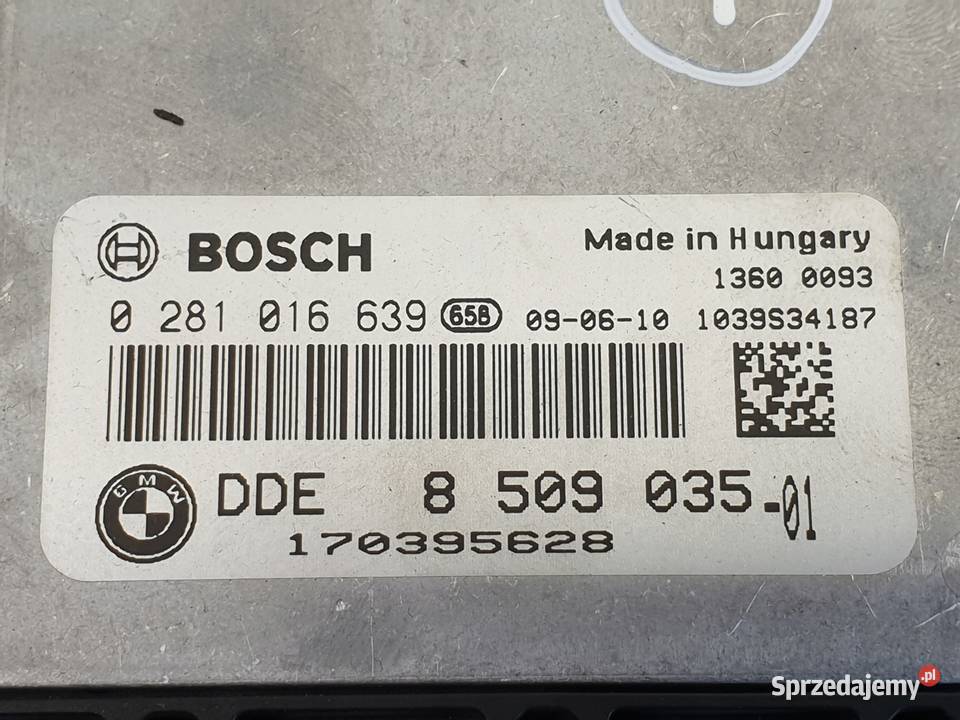 BOSCH
Made in Hungary
1360 0093
0 281 016 639 658 09-06-10 1039S34187
BMW DDE 8 509 035-01
170395628
Sprzedajemy.pl